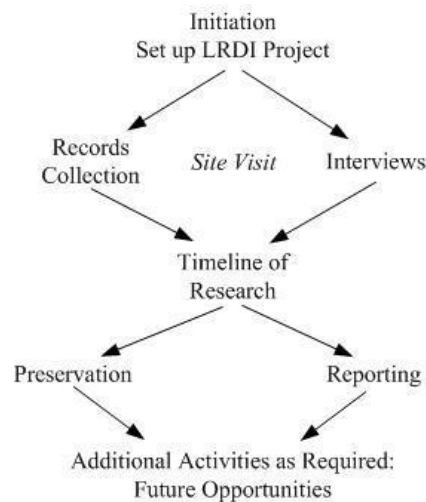 Initiation
Set up LRDI Project
Records
Collection
Site Visit
Interviews
Timeline of
Research
Preservation
Reporting
Additional Activities as Required:
Future Opportunities